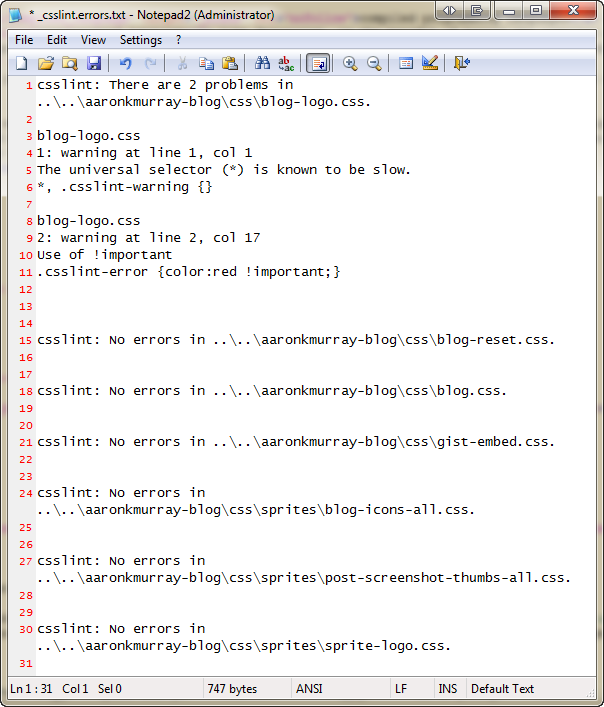 * _csslint.errors.txt - Notepad2 (Administrator)
File Edit View Settings ?
1 csslint: There are 2 problems in
..\..\aaronkmurray-blog\css\blog-logo.css.
2
3 blog-logo.css
4 1: warning at line 1, col 1
5 The universal selector (*) is known to be slow.
6 *, .csslint-warning {}
7
8 blog-logo.css
9 2: warning at line 2, col 17
10 Use of !important
11 .csslint-error {color:red !important;}
12
13
14
15 csslint: No errors in ..\..\aaronkmurray-blog\css\blog-reset.css.
16
17
18 csslint: No errors in ..\..\aaronkmurray-blog\css\blog.css.
19
20
21 csslint: No errors in ..\..\aaronkmurray-blog\css\gist-embed.css.
22
23
24 csslint: No errors in
..\..\aaronkmurray-blog\css\sprites\blog-icons-all.css.
25
26
27 csslint: No errors in
..\..\aaronkmurray-blog\css\sprites\post-screenshot-thumbs-all.css.
28
29
30 csslint: No errors in
..\..\aaronkmurray-blog\css\sprites\sprite-logo.css.
31
Ln 1 : 31 Col 1 Sel 0 747 bytes ANSI LF INS Default Text